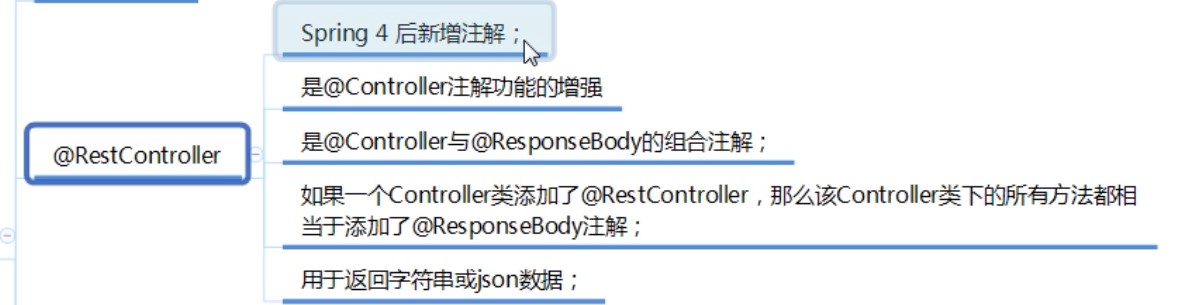 Spring 4 后新增注解；
是@Controller注解功能的增强
是@Controller与@ResponseBody的组合注解；
@RestController
如果一个Controller类添加了@RestController，那么该Controller类下的所有方法都相
当于添加了@ResponseBody注解；
用于返回字符串或json数据；